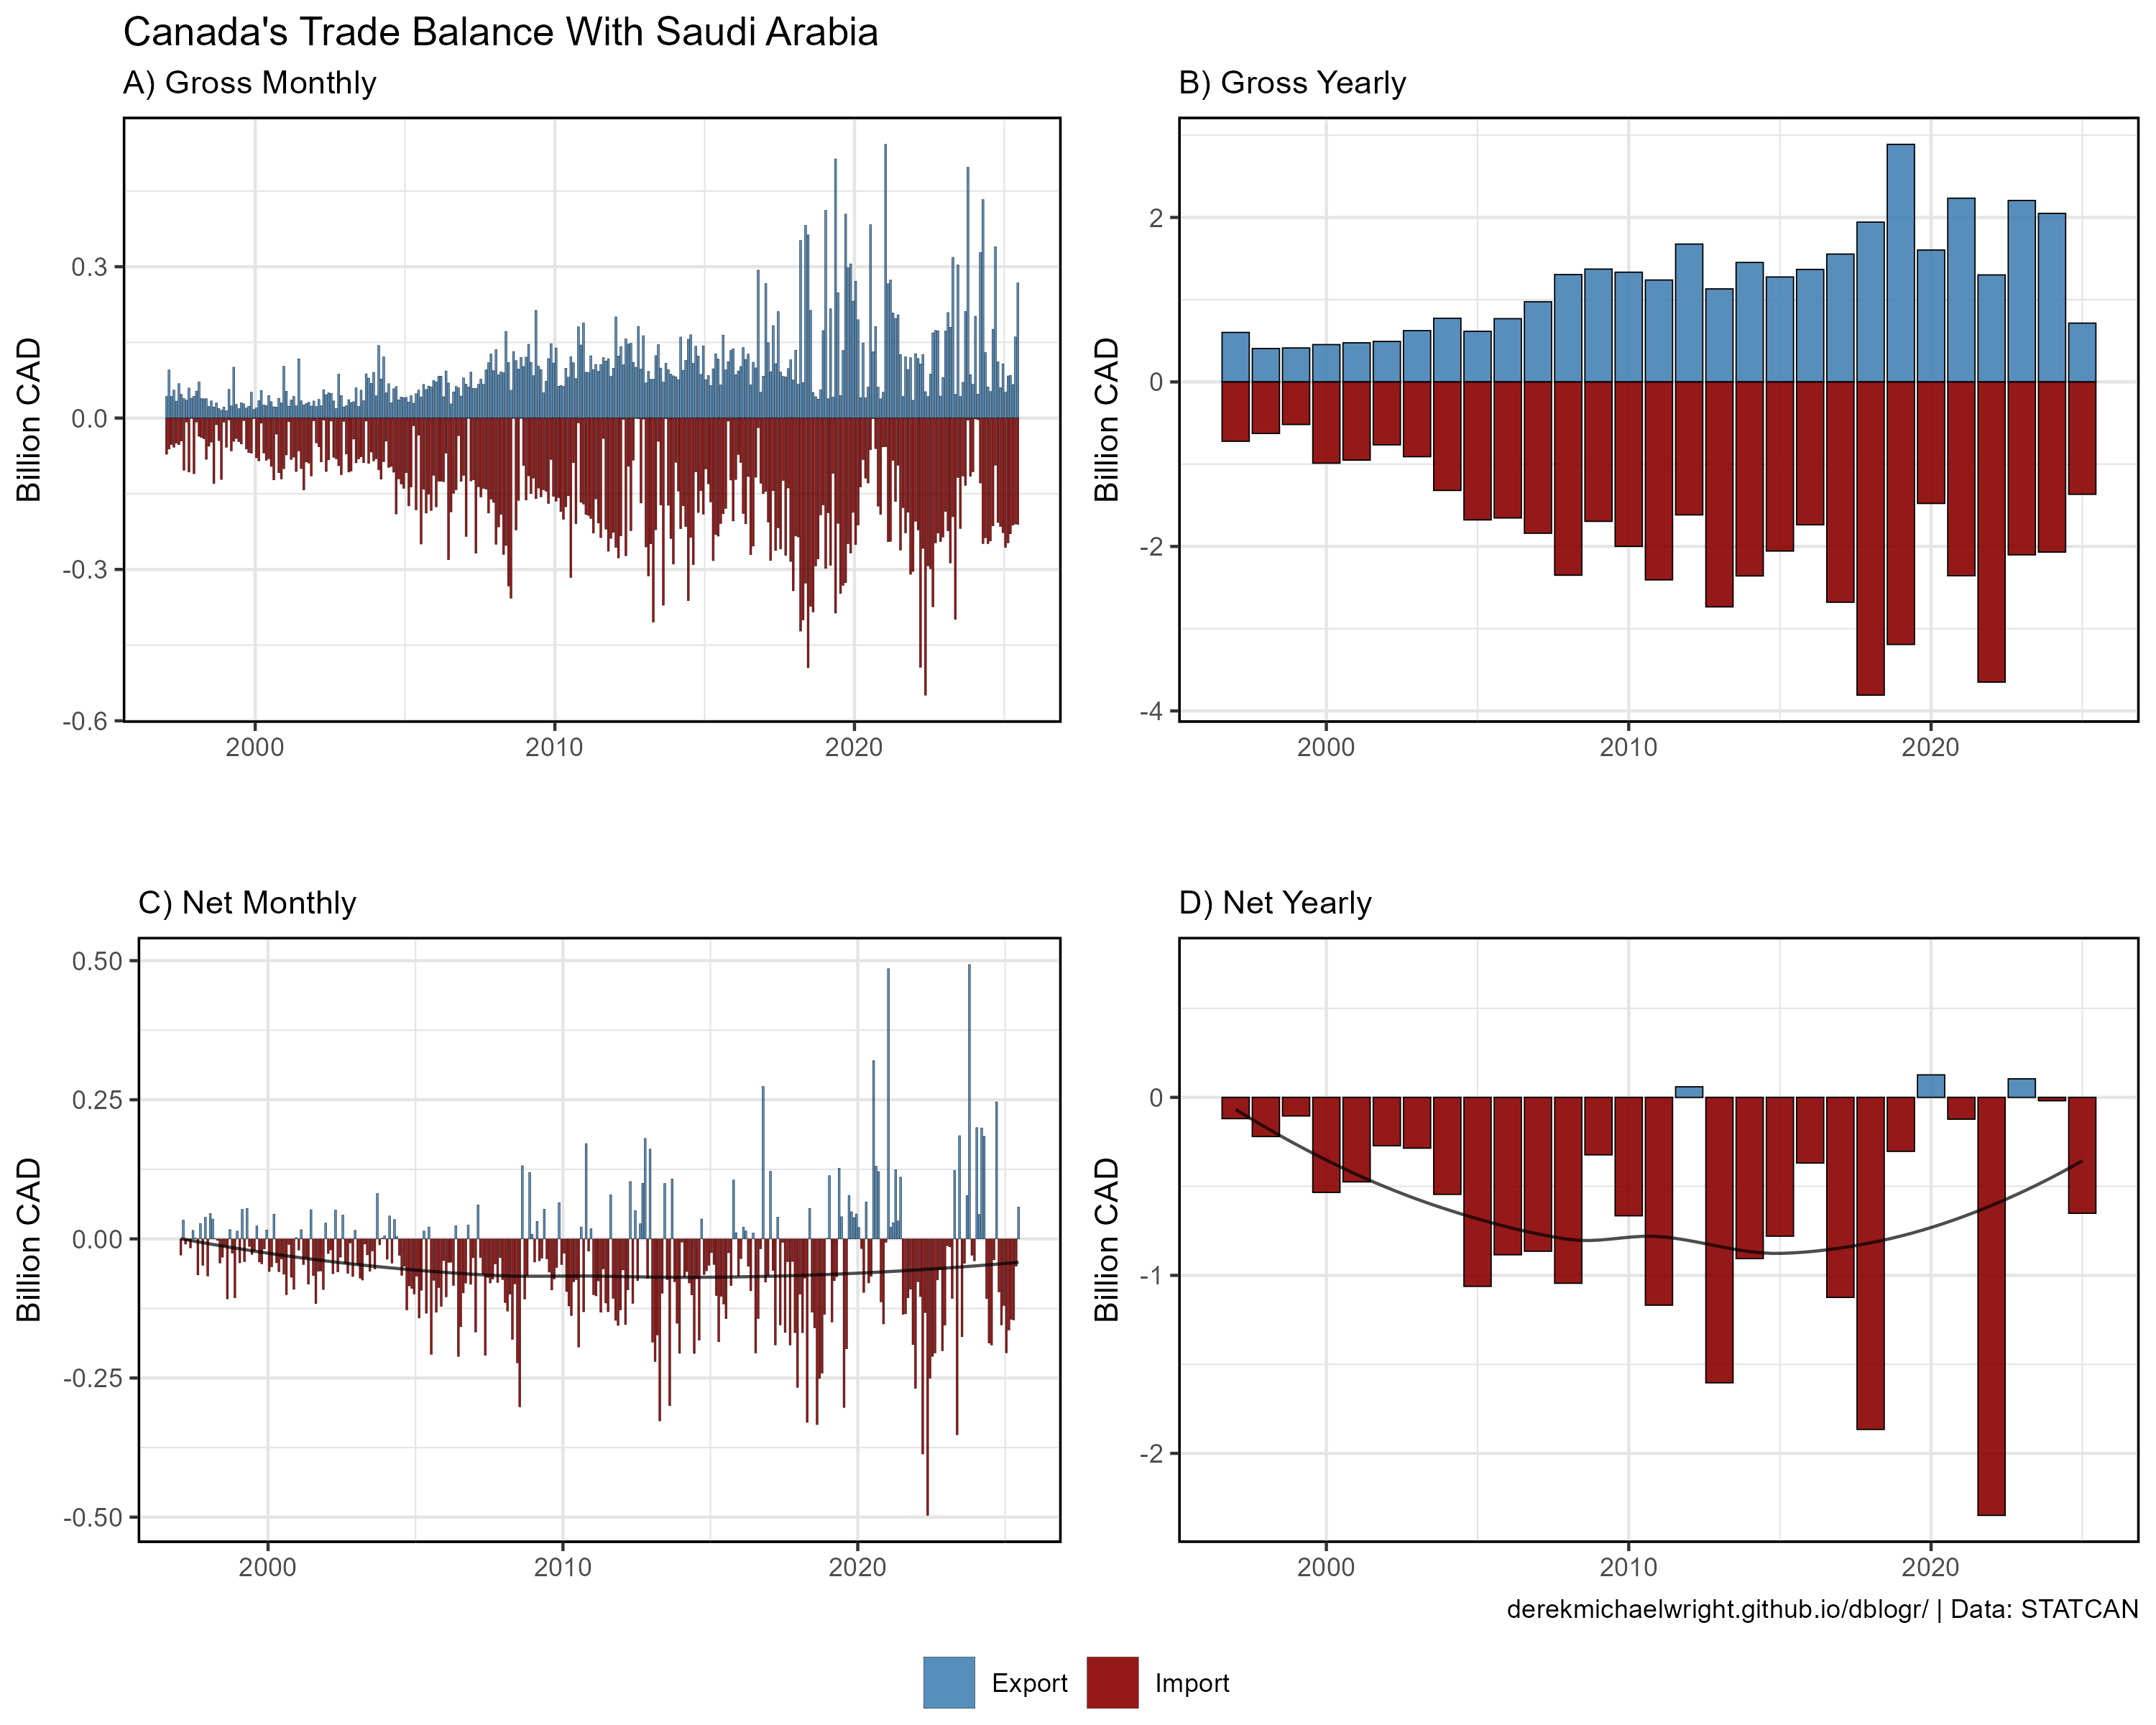 Canada's Trade Balance With Saudi Arabia
A) Gross Monthly
Billion CAD
0.3
0.0
-0.3
-0.6
2000 2010 2020
B) Gross Yearly
Billion CAD
2
0
-2
-4
2000 2010 2020
C) Net Monthly
Billion CAD
0.50
0.25
0.00
-0.25
-0.50
2000 2010 2020
D) Net Yearly
Billion CAD
0
-1
-2
2000 2010 2020
derekmichaelwright.github.io/dblogr/ | Data: STATCAN
Export Import